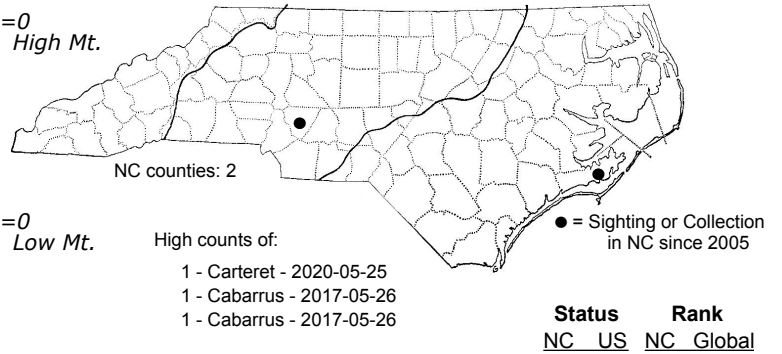 =0
High Mt.
NC counties: 2
=0
Low Mt.
High counts of:
1 - Carteret - 2020-05-25
1 - Cabarrus - 2017-05-26
1 - Cabarrus - 2017-05-26
● = Sighting or Collection
in NC since 2005
Status Rank
NC US NC Global